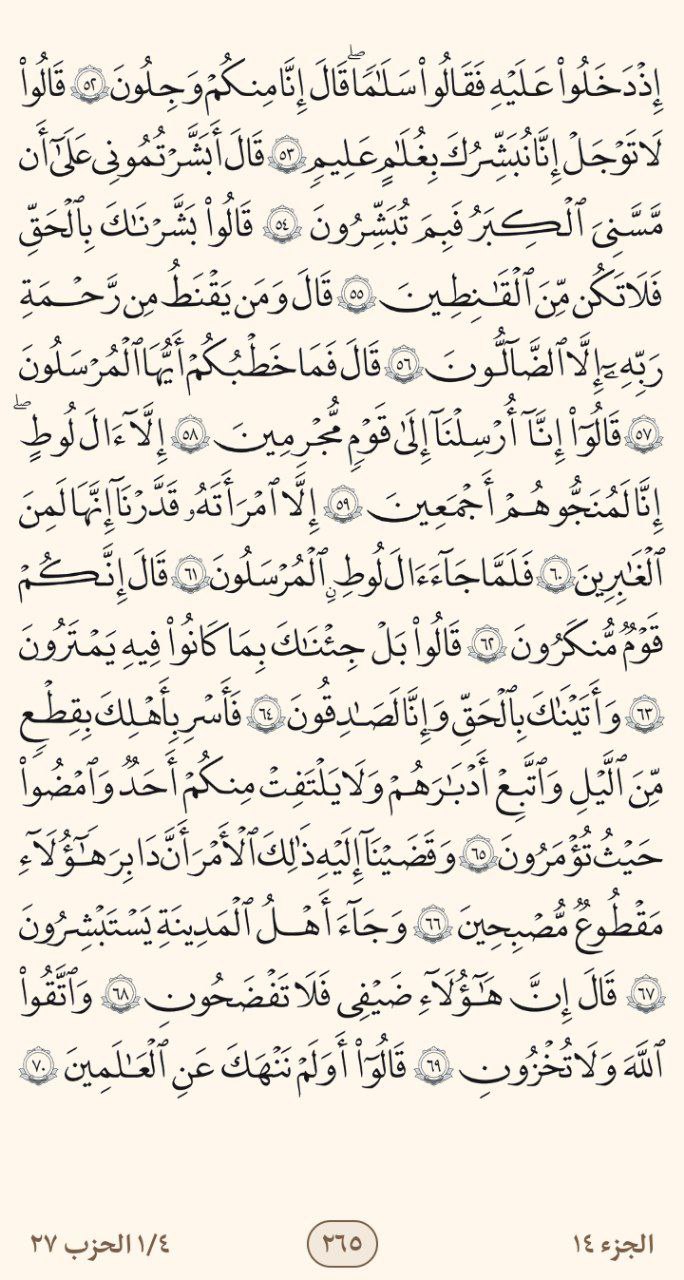 إِذْ دَخَلُوا۟ عَلَيْهِ فَقَالُوا۟ سَلَـٰمًۭا ۖ قَالَ إِنَّا مِنكُمْ وَجِلُونَ ٥٢ قَالُوا۟
لَا تَوْجَلْ إِنَّا نُبَشِّرُكَ بِغُلَـٰمٍ عَلِيمٍۢ ٥٣ قَالَ أَبَشَّرْتُمُونِى عَلَىٰٓ أَن
مَّسَّنِىَ ٱلْكِبَرُ فَبِمَ تُبَشِّرُونَ ٥٤ قَالُوا۟ بَشَّرْنَـٰكَ بِٱلْحَقِّ
فَلَا تَكُن مِّنَ ٱلْقَـٰنِطِينَ ٥٥ قَالَ وَمَن يَقْنَطُ مِن رَّحْمَةِ
رَبِّهِۦٓ إِلَّا ٱلضَّآلُّونَ ٥٦ قَالَ فَمَا خَطْبُكُمْ أَيُّهَا ٱلْمُرْسَلُونَ
٥٧ قَالُوٓا۟ إِنَّآ أُرْسِلْنَآ إِلَىٰ قَوْمٍۢ مُّجْرِمِينَ ٥٨ إِلَّآ ءَالَ لُوطٍ ۖ
إِنَّا لَمُنَجُّوهُمْ أَجْمَعِينَ ٥٩ إِلَّا ٱمْرَأَتَهُۥ قَدَّرْنَآ إِنَّهَا لَمِنَ
ٱلْغَـٰبِرِينَ ٦٠ فَلَمَّا جَآءَ ءَالَ لُوطٍ ٱلْمُرْسَلُونَ ٦١ قَالَ إِنَّكُمْ
قَوْمٌۭ مُّنكَرُونَ ٦٢ قَالُوا۟ بَلْ جِئْنَـٰكَ بِمَا كَانُوا۟ فِيهِ يَمْتَرُونَ
٦٣ وَأَتَيْنَـٰكَ بِٱلْحَقِّ وَإِنَّا لَصَـٰدِقُونَ ٦٤ فَأَسْرِ بِأَهْلِكَ بِقِطْعٍۢ
مِّنَ ٱلَّيْلِ وَٱتَّبِعْ أَدْبَـٰرَهُمْ وَلَا يَلْتَفِتْ مِنكُمْ أَحَدٌۭ وَٱمْضُوا۟
حَيْثُ تُؤْمَرُونَ ٦٥ وَقَضَيْنَآ إِلَيْهِ ذَٰلِكَ ٱلْأَمْرَ أَنَّ دَابِرَ هَـٰٓؤُلَآءِ
مَقْطُوعٌۭ مُّصْبِحِينَ ٦٦ وَجَآءَ أَهْلُ ٱلْمَدِينَةِ يَسْتَبْشِرُونَ
٦٧ قَالَ إِنَّ هَـٰٓؤُلَآءِ ضَيْفِى فَلَا تَفْضَحُونِ ٦٨ وَٱتَّقُوا۟
ٱللَّهَ وَلَا تُخْزُونِ ٦٩ قَالُوٓا۟ أَوَلَمْ نَنْهَكَ عَنِ ٱلْعَـٰلَمِينَ ٧٠
الجزء ١٤ ٢٦٥ ١/٤ الحزب ٢٧